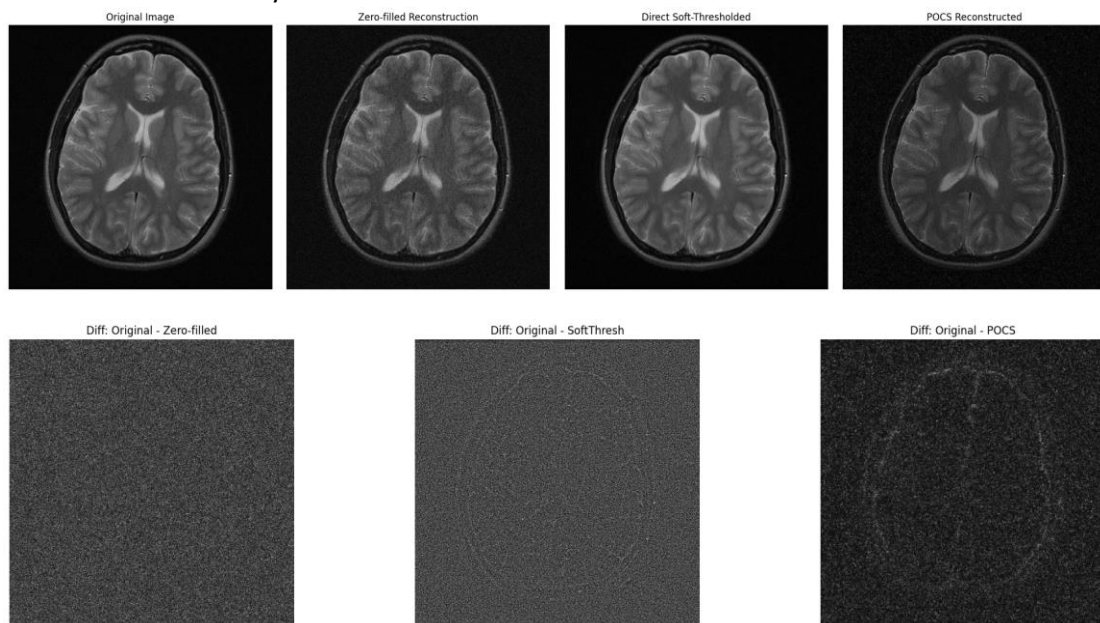 Original Image
Zero-filled Reconstruction
Direct Soft-Thresholded
POCS Reconstructed
Diff: Original - Zero-filled
Diff: Original - SoftThresh
Diff: Original - POCS